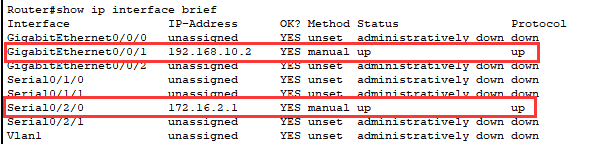 Router#show ip interface brief
Interface IP-Address OK? Method Status Protocol
GigabitEthernet0/0/0 unassigned YES unset administratively down down
GigabitEthernet0/0/1 192.168.10.2 YES manual up up
GigabitEthernet0/0/2 unassigned YES unset administratively down down
Serial0/1/0 unassigned YES unset administratively down down
Serial0/1/1 unassigned YES unset administratively down down
Serial0/2/0 172.16.2.1 YES manual up up
Serial0/2/1 unassigned YES unset administratively down down
Vlan1 unassigned YES unset administratively down down